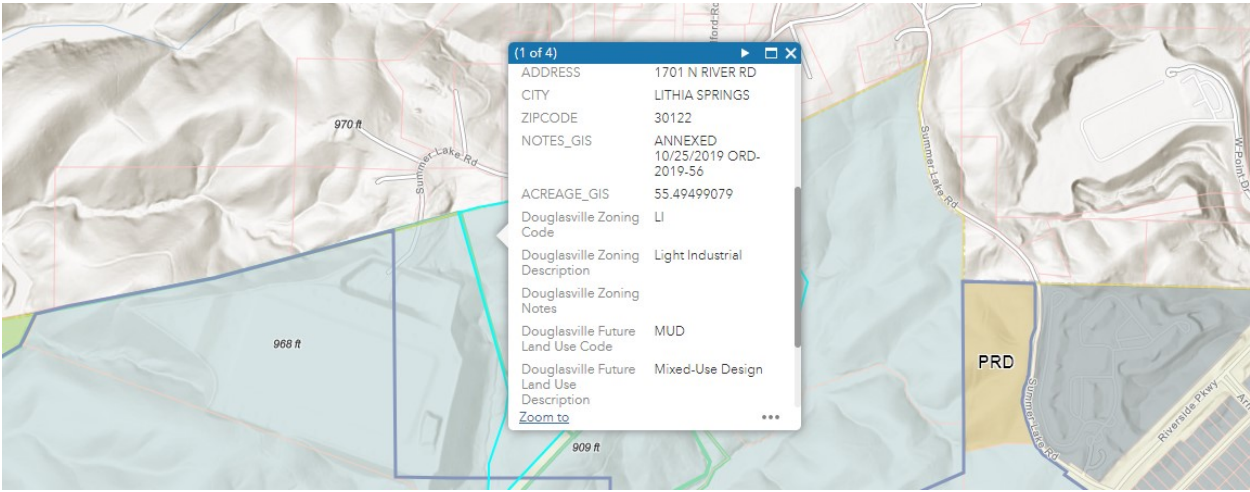 (1 of 4)
ADDRESS 1701 N RIVER RD
CITY LITHIA SPRINGS
ZIPCODE 30122
NOTES_GIS ANNEXED
10/25/2019 ORD-
2019-56
ACREAGE_GIS 55.49499079
Douglasville Zoning LI
Code
Douglasville Zoning Light Industrial
Description
Douglasville Zoning
Notes
Douglasville Future MUD
Land Use Code
Douglasville Future Mixed-Use Design
Land Use
Description
Zoom to
970 ft
Summer Lake Rd
Summer Lake Rd
W Point Dr
968 ft
PRD
Summer Lake Rd
Riverside Pkwy
909 ft